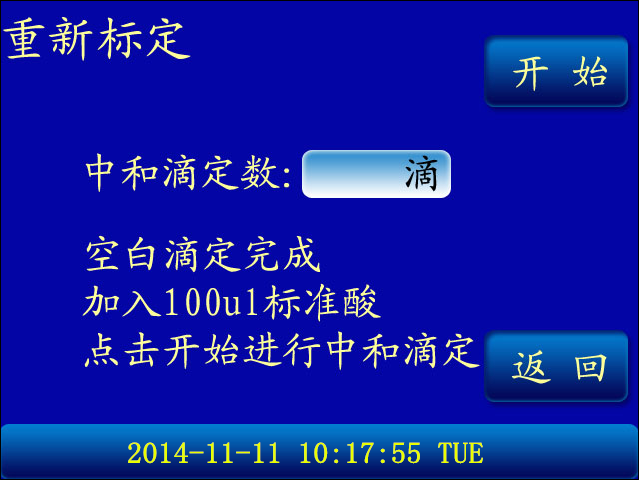 重新标定
开 始
中和滴定数: 滴
空白滴定完成
加入100ul标准酸
点击开始进行中和滴定
返 回
2014-11-11 10:17:55 TUE